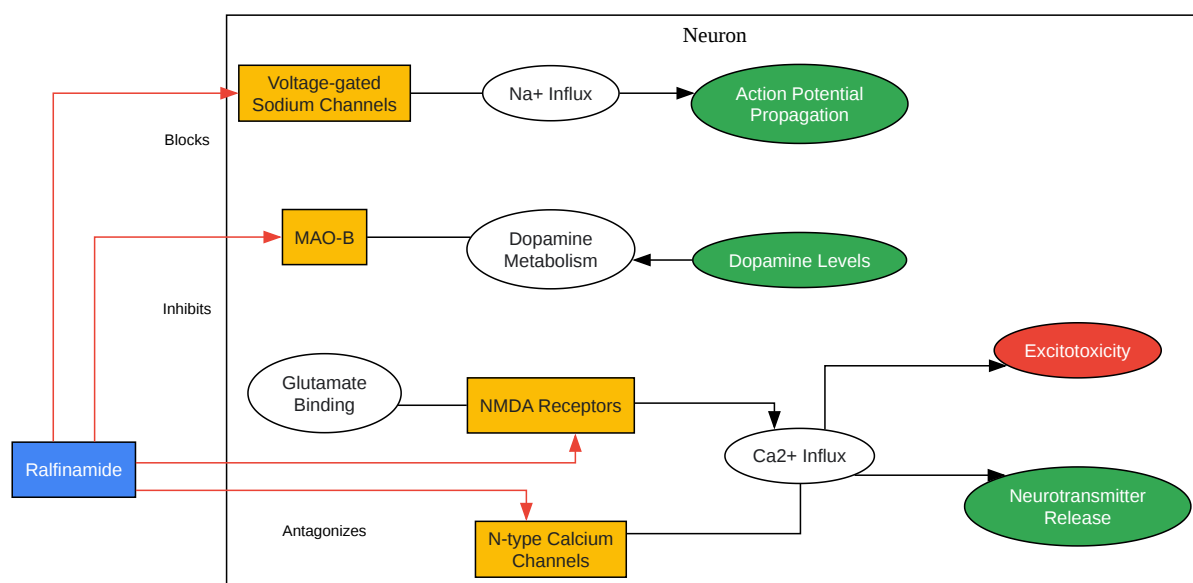 Neuron
Voltage-gated
Sodium Channels
Na+ Influx
Action Potential
Propagation
Blocks
MAO-B
Dopamine
Metabolism
Dopamine Levels
Inhibits
Excitotoxicity
Glutamate
Binding
NMDA Receptors
Ralfinamide
Ca2+ Influx
Neurotransmitter
Release
Antagonizes
N-type Calcium
Channels